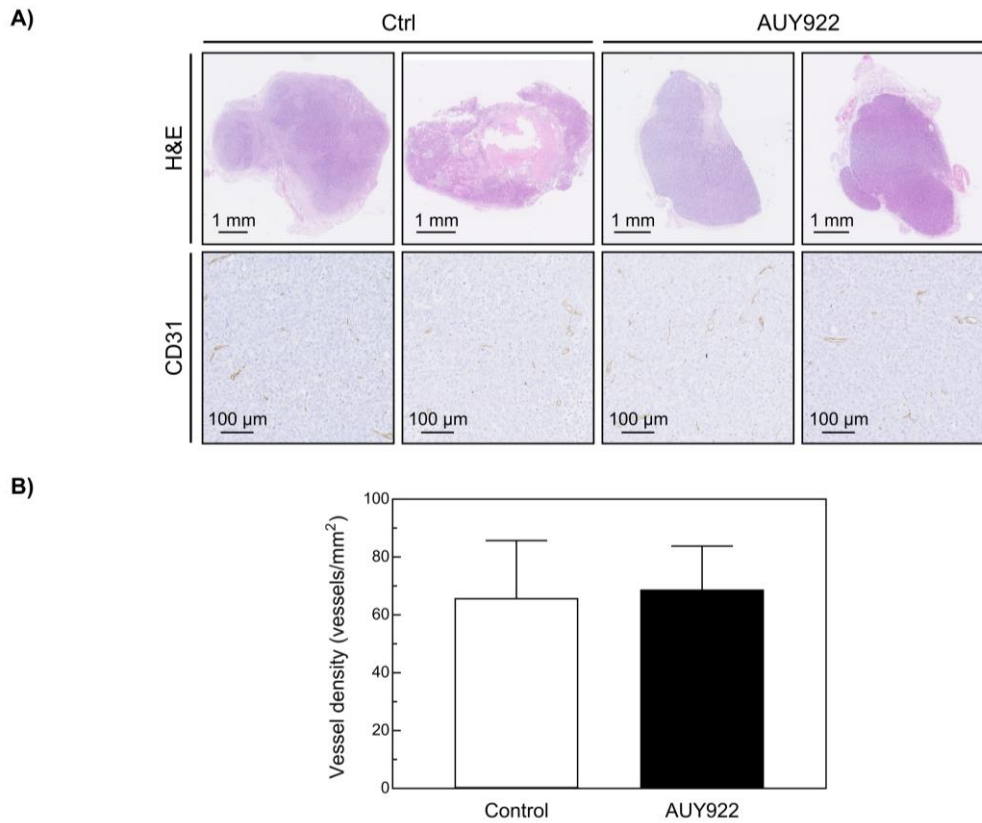 A)
Ctrl
AUY922
H&E
1 mm
1 mm
1 mm
1 mm
CD31
100 µm
100 µm
100 µm
100 µm
B)
Vessel density (vessels/mm²)
100
80
60
40
20
0
Control
AUY922